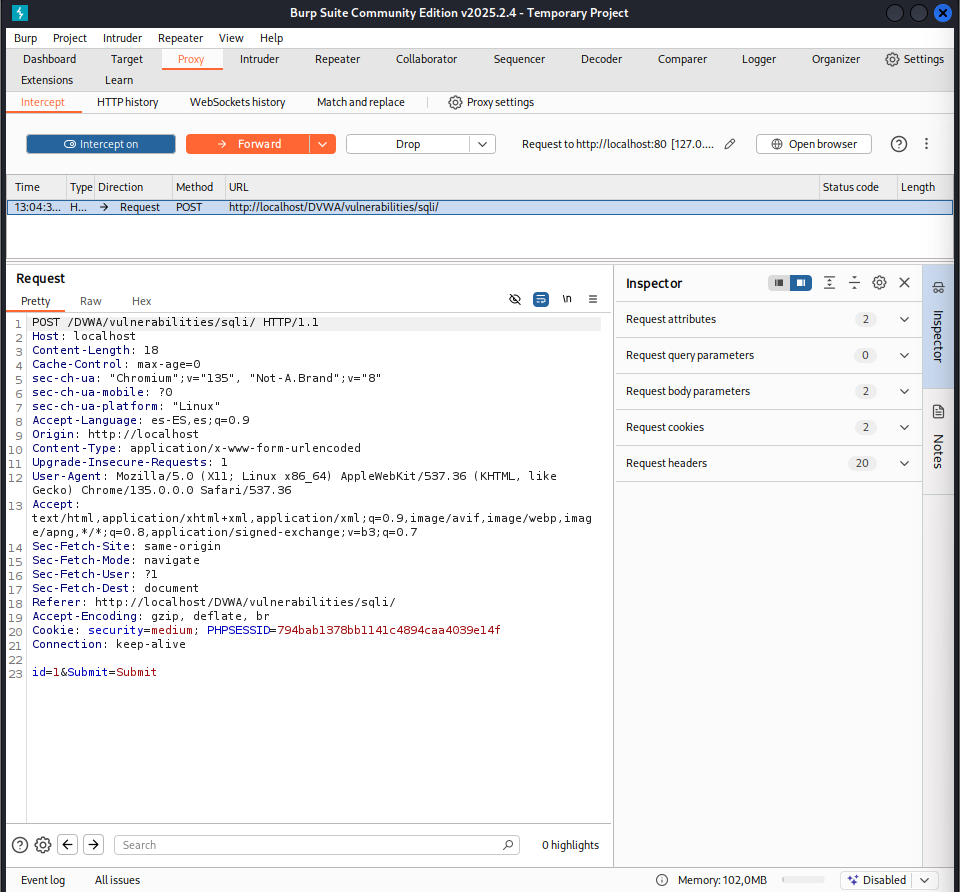 Burp Suite Community Edition v2025.2.4 - Temporary Project
Burp Project Intruder Repeater View Help
Dashboard Target Proxy Intruder Repeater Collaborator Sequencer Decoder Comparer Logger Organizer Settings
Extensions Learn
Intercept HTTP history WebSockets history Match and replace Proxy settings
Intercept on Forward Drop Request to http://localhost:80 [127.0.... Open browser
Time Type Direction Method URL Status code Length
13:04:3... H... → Request POST http://localhost/DVWA/vulnerabilities/sqli/
Request
Pretty Raw Hex \n
1 POST /DVWA/vulnerabilities/sqli/ HTTP/1.1
2 Host: localhost
3 Content-Length: 18
4 Cache-Control: max-age=0
5 sec-ch-ua: "Chromium";v="135", "Not-A.Brand";v="8"
6 sec-ch-ua-mobile: ?0
7 sec-ch-ua-platform: "Linux"
8 Accept-Language: es-ES,es;q=0.9
9 Origin: http://localhost
10 Content-Type: application/x-www-form-urlencoded
11 Upgrade-Insecure-Requests: 1
12 User-Agent: Mozilla/5.0 (X11; Linux x86_64) AppleWebKit/537.36 (KHTML, like
Gecko) Chrome/135.0.0.0 Safari/537.36
13 Accept:
text/html,application/xhtml+xml,application/xml;q=0.9,image/avif,image/webp,imag
e/apng,*/*;q=0.8,application/signed-exchange;v=b3;q=0.7
14 Sec-Fetch-Site: same-origin
15 Sec-Fetch-Mode: navigate
16 Sec-Fetch-User: ?1
17 Sec-Fetch-Dest: document
18 Referer: http://localhost/DVWA/vulnerabilities/sqli/
19 Accept-Encoding: gzip, deflate, br
20 Cookie: security=medium; PHPSESSID=794bab1378bb1141c4894caa4039e14f
21 Connection: keep-alive
22
23 id=1&Submit=Submit
Search 0 highlights
Inspector
Request attributes 2
Request query parameters 0
Request body parameters 2
Request cookies 2
Request headers 20
Inspector
Notes
Event log All issues Memory: 102,0MB Disabled